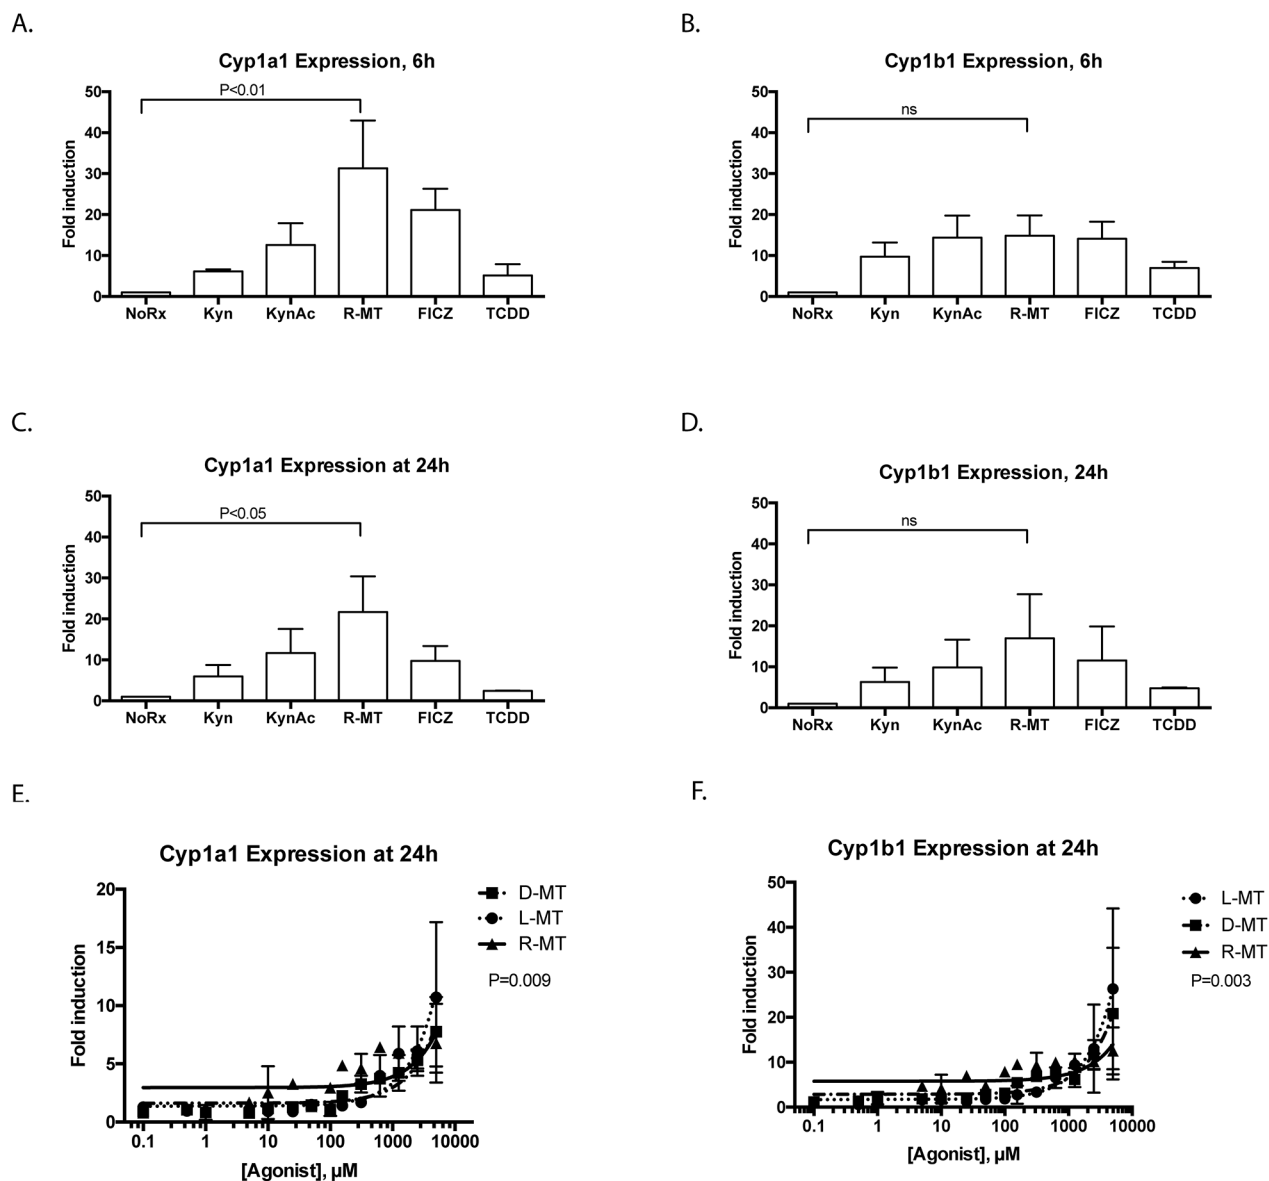 A.
Cyp1a1 Expression, 6h
P<0.01
Fold induction
50
40
30
20
10
0
NoRx Kyn KynAc R-MT FICZ TCDD
B.
Cyp1b1 Expression, 6h
ns
Fold induction
50
40
30
20
10
0
NoRx Kyn KynAc R-MT FICZ TCDD
C.
Cyp1a1 Expression at 24h
P<0.05
Fold induction
50
40
30
20
10
0
NoRx Kyn KynAc R-MT FICZ TCDD
D.
Cyp1b1 Expression, 24h
ns
Fold induction
50
40
30
20
10
0
NoRx Kyn KynAc R-MT FICZ TCDD
E.
Cyp1a1 Expression at 24h
Fold induction
20
15
10
5
0
0.1 1 10 100 1000 10000
[Agonist], µM
D-MT
L-MT
R-MT
P=0.009
F.
Cyp1b1 Expression at 24h
Fold induction
50
40
30
20
10
0
0.1 1 10 100 1000 10000
[Agonist], µM
L-MT
D-MT
R-MT
P=0.003